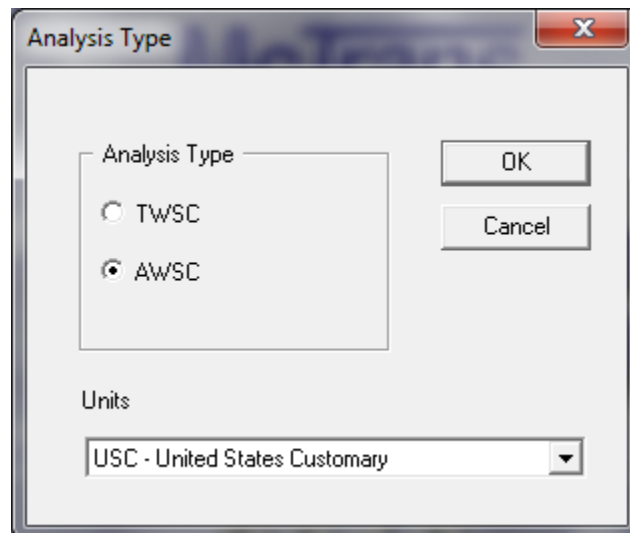 Analysis Type
Analysis Type
TWSC
AWSC
OK
Cancel
Units
USC - United States Customary